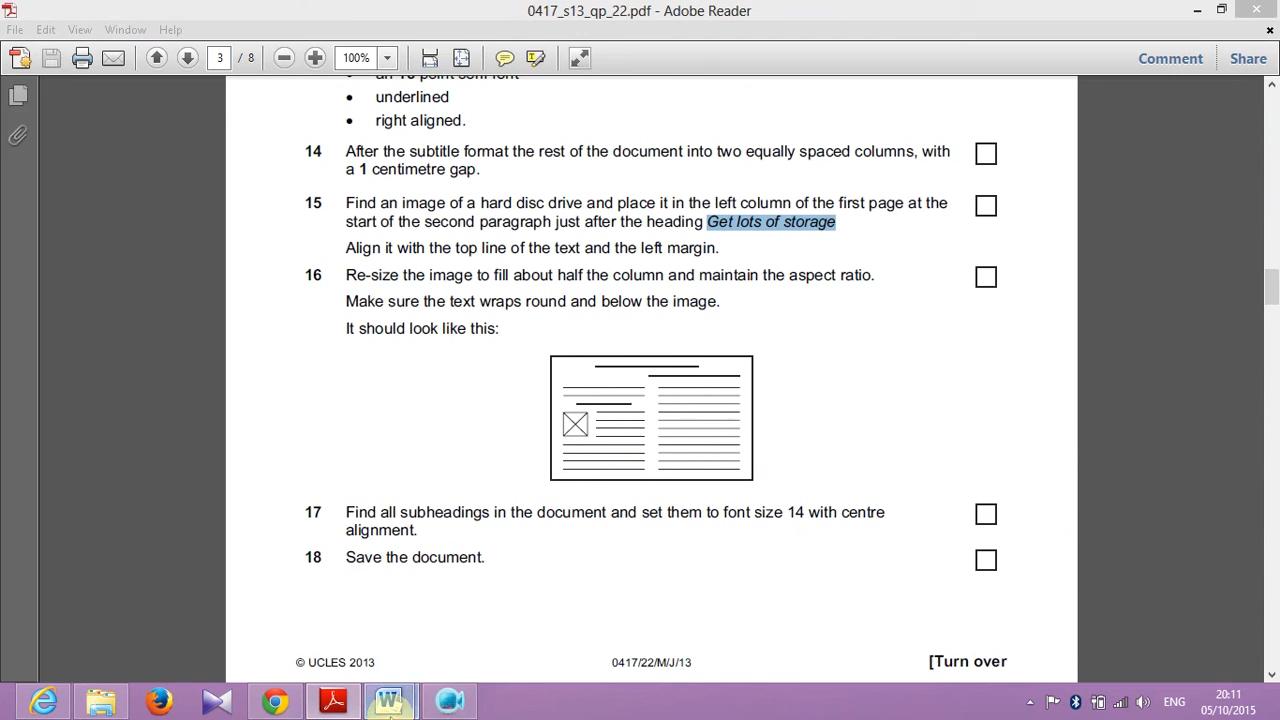 0417_s13_qp_22.pdf - Adobe Reader
File Edit View Window Help
3 / 8 100% Comment Share
underlined
right aligned.
14 After the subtitle format the rest of the document into two equally spaced columns, with
a 1 centimetre gap.
15 Find an image of a hard disc drive and place it in the left column of the first page at the
start of the second paragraph just after the heading Get lots of storage
Align it with the top line of the text and the left margin.
16 Re-size the image to fill about half the column and maintain the aspect ratio.
Make sure the text wraps round and below the image.
It should look like this:
17 Find all subheadings in the document and set them to font size 14 with centre
alignment.
18 Save the document.
© UCLES 2013 0417/22/M/J/13 [Turn over
ENG
20:11
05/10/2015